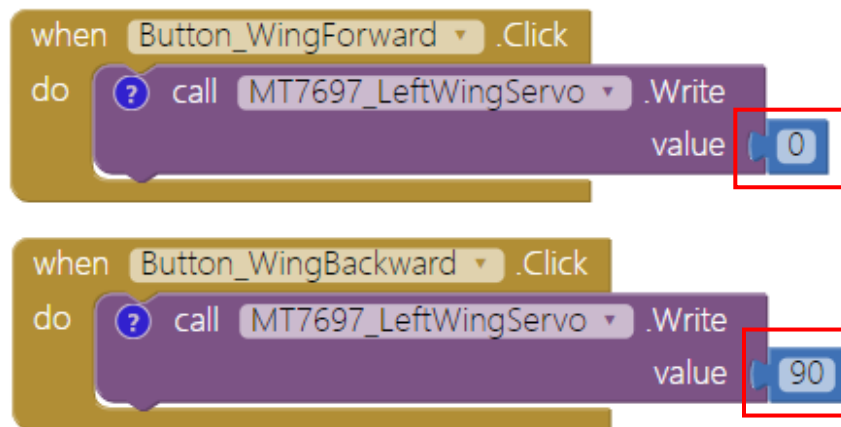 when Button_WingForward .Click
do ? call MT7697_LeftWingServo .Write
value 0
when Button_WingBackward .Click
do ? call MT7697_LeftWingServo .Write
value 90